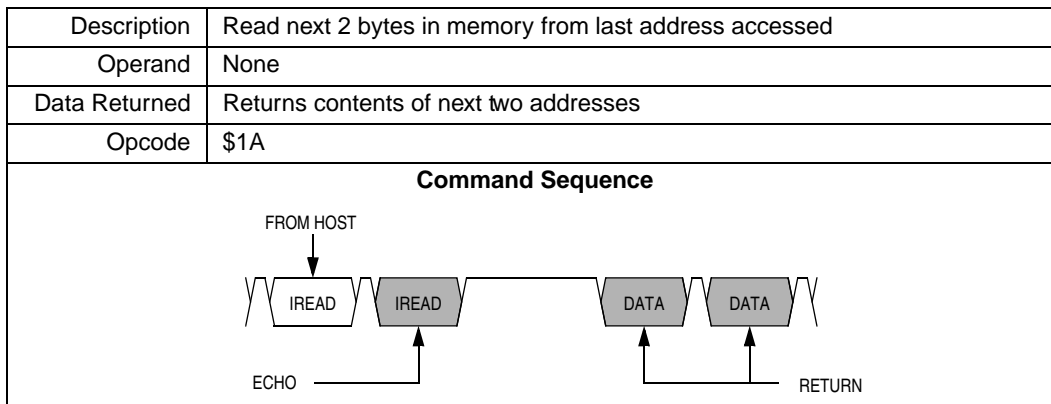 Description Read next 2 bytes in memory from last address accessed
Operand None
Data Returned Returns contents of next two addresses
Opcode $1A
Command Sequence
FROM HOST
IREAD IREAD DATA DATA
ECHO RETURN